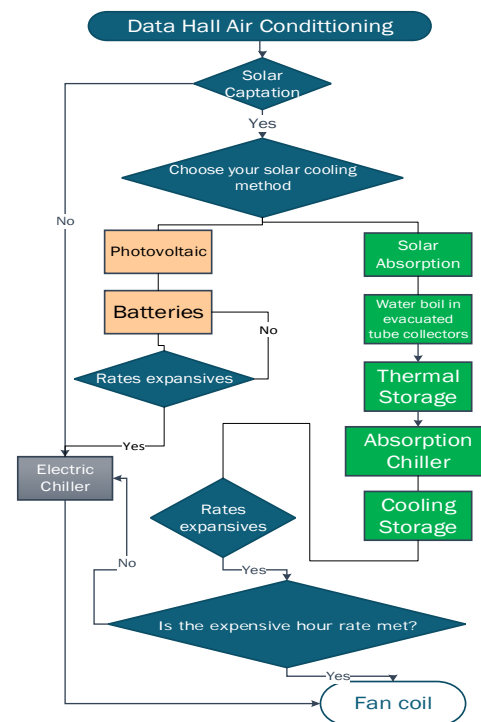 Data Hall Air Condittioning
Solar
Captation
Yes
Choose your solar cooling
method
No
Photovoltaic
Solar
Absorption
Batteries
Water boil in
evacuated
tube collectors
No
Rates expansives
Thermal
Storage
Yes
Absorption
Chiller
Electric
Chiller
Rates
expansives
Cooling
Storage
No
Yes
Is the expensive hour rate met?
Yes
Fan coil